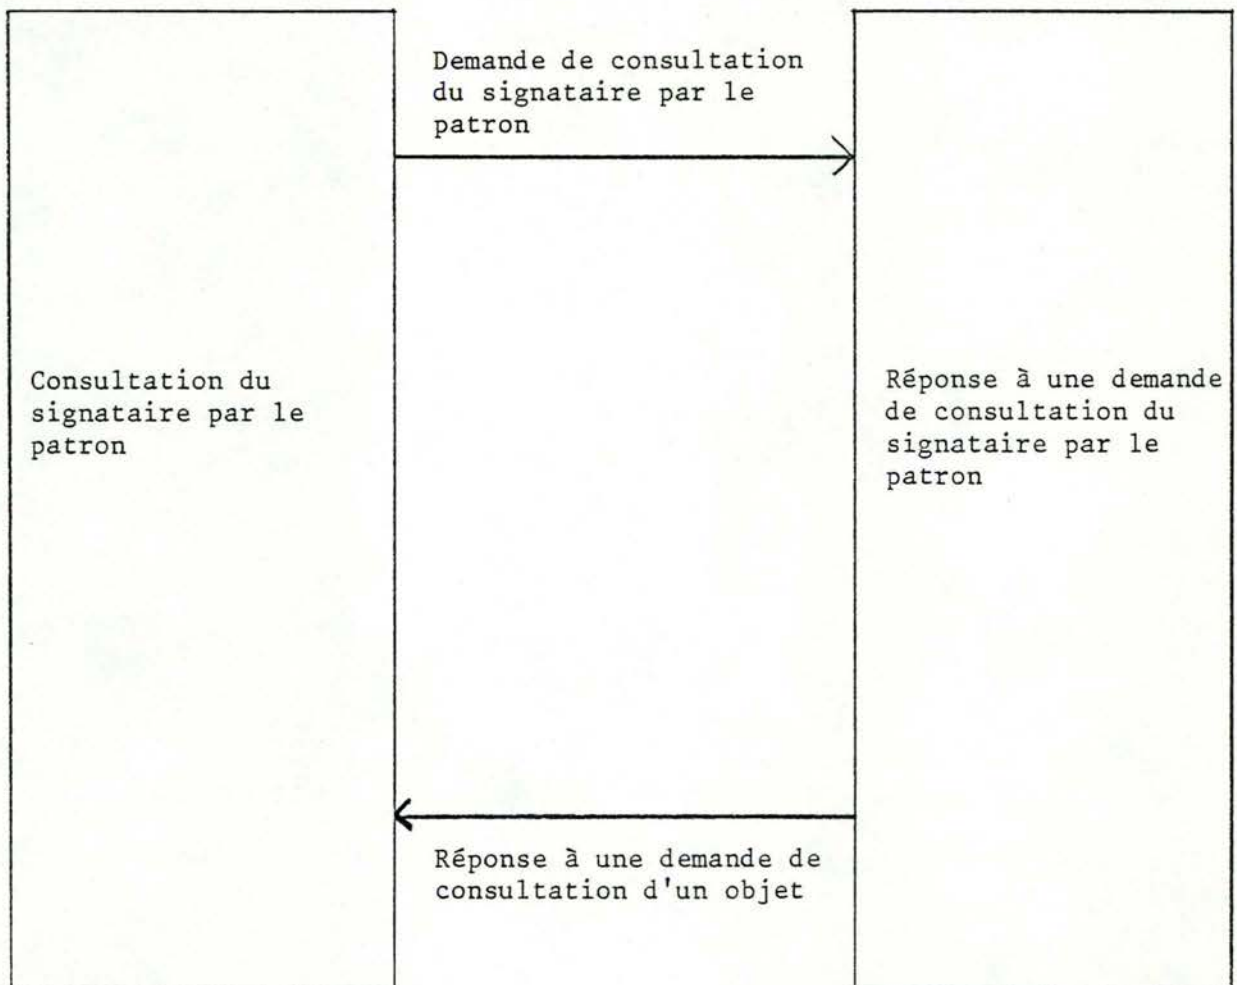 Demande de consultation
du signataire par le
patron
Consultation du
signataire par le
patron
Réponse à une demande
de consultation du
signataire par le
patron
Réponse à une demande de
consultation d'un objet